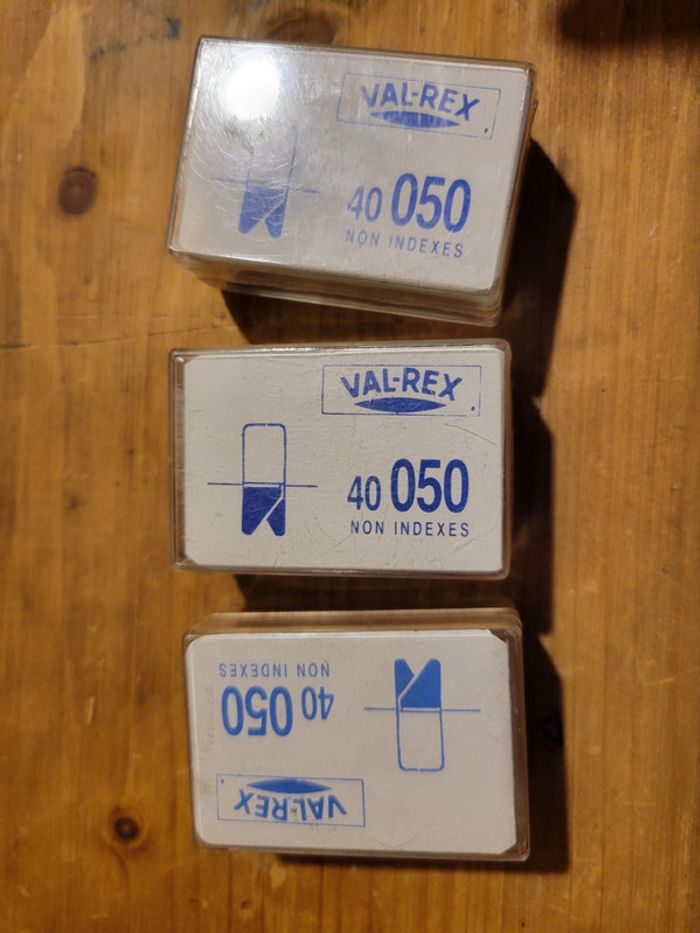 VAL-REX
40 050
NON INDEXES
VAL-REX
40 050
NON INDEXES
VAL-REX
40 050
NON INDEXES